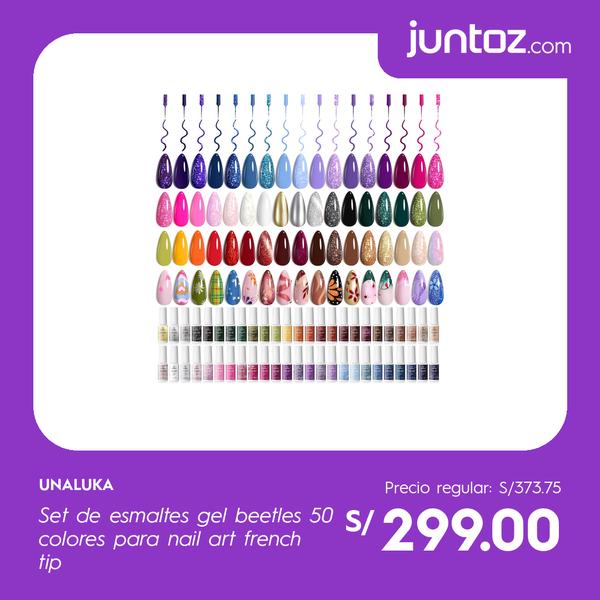 juntoz.com
UNALUKA
Set de esmaltes gel beetles 50
colores para nail art french
tip
Precio regular: S/373.75
S/ 299.00